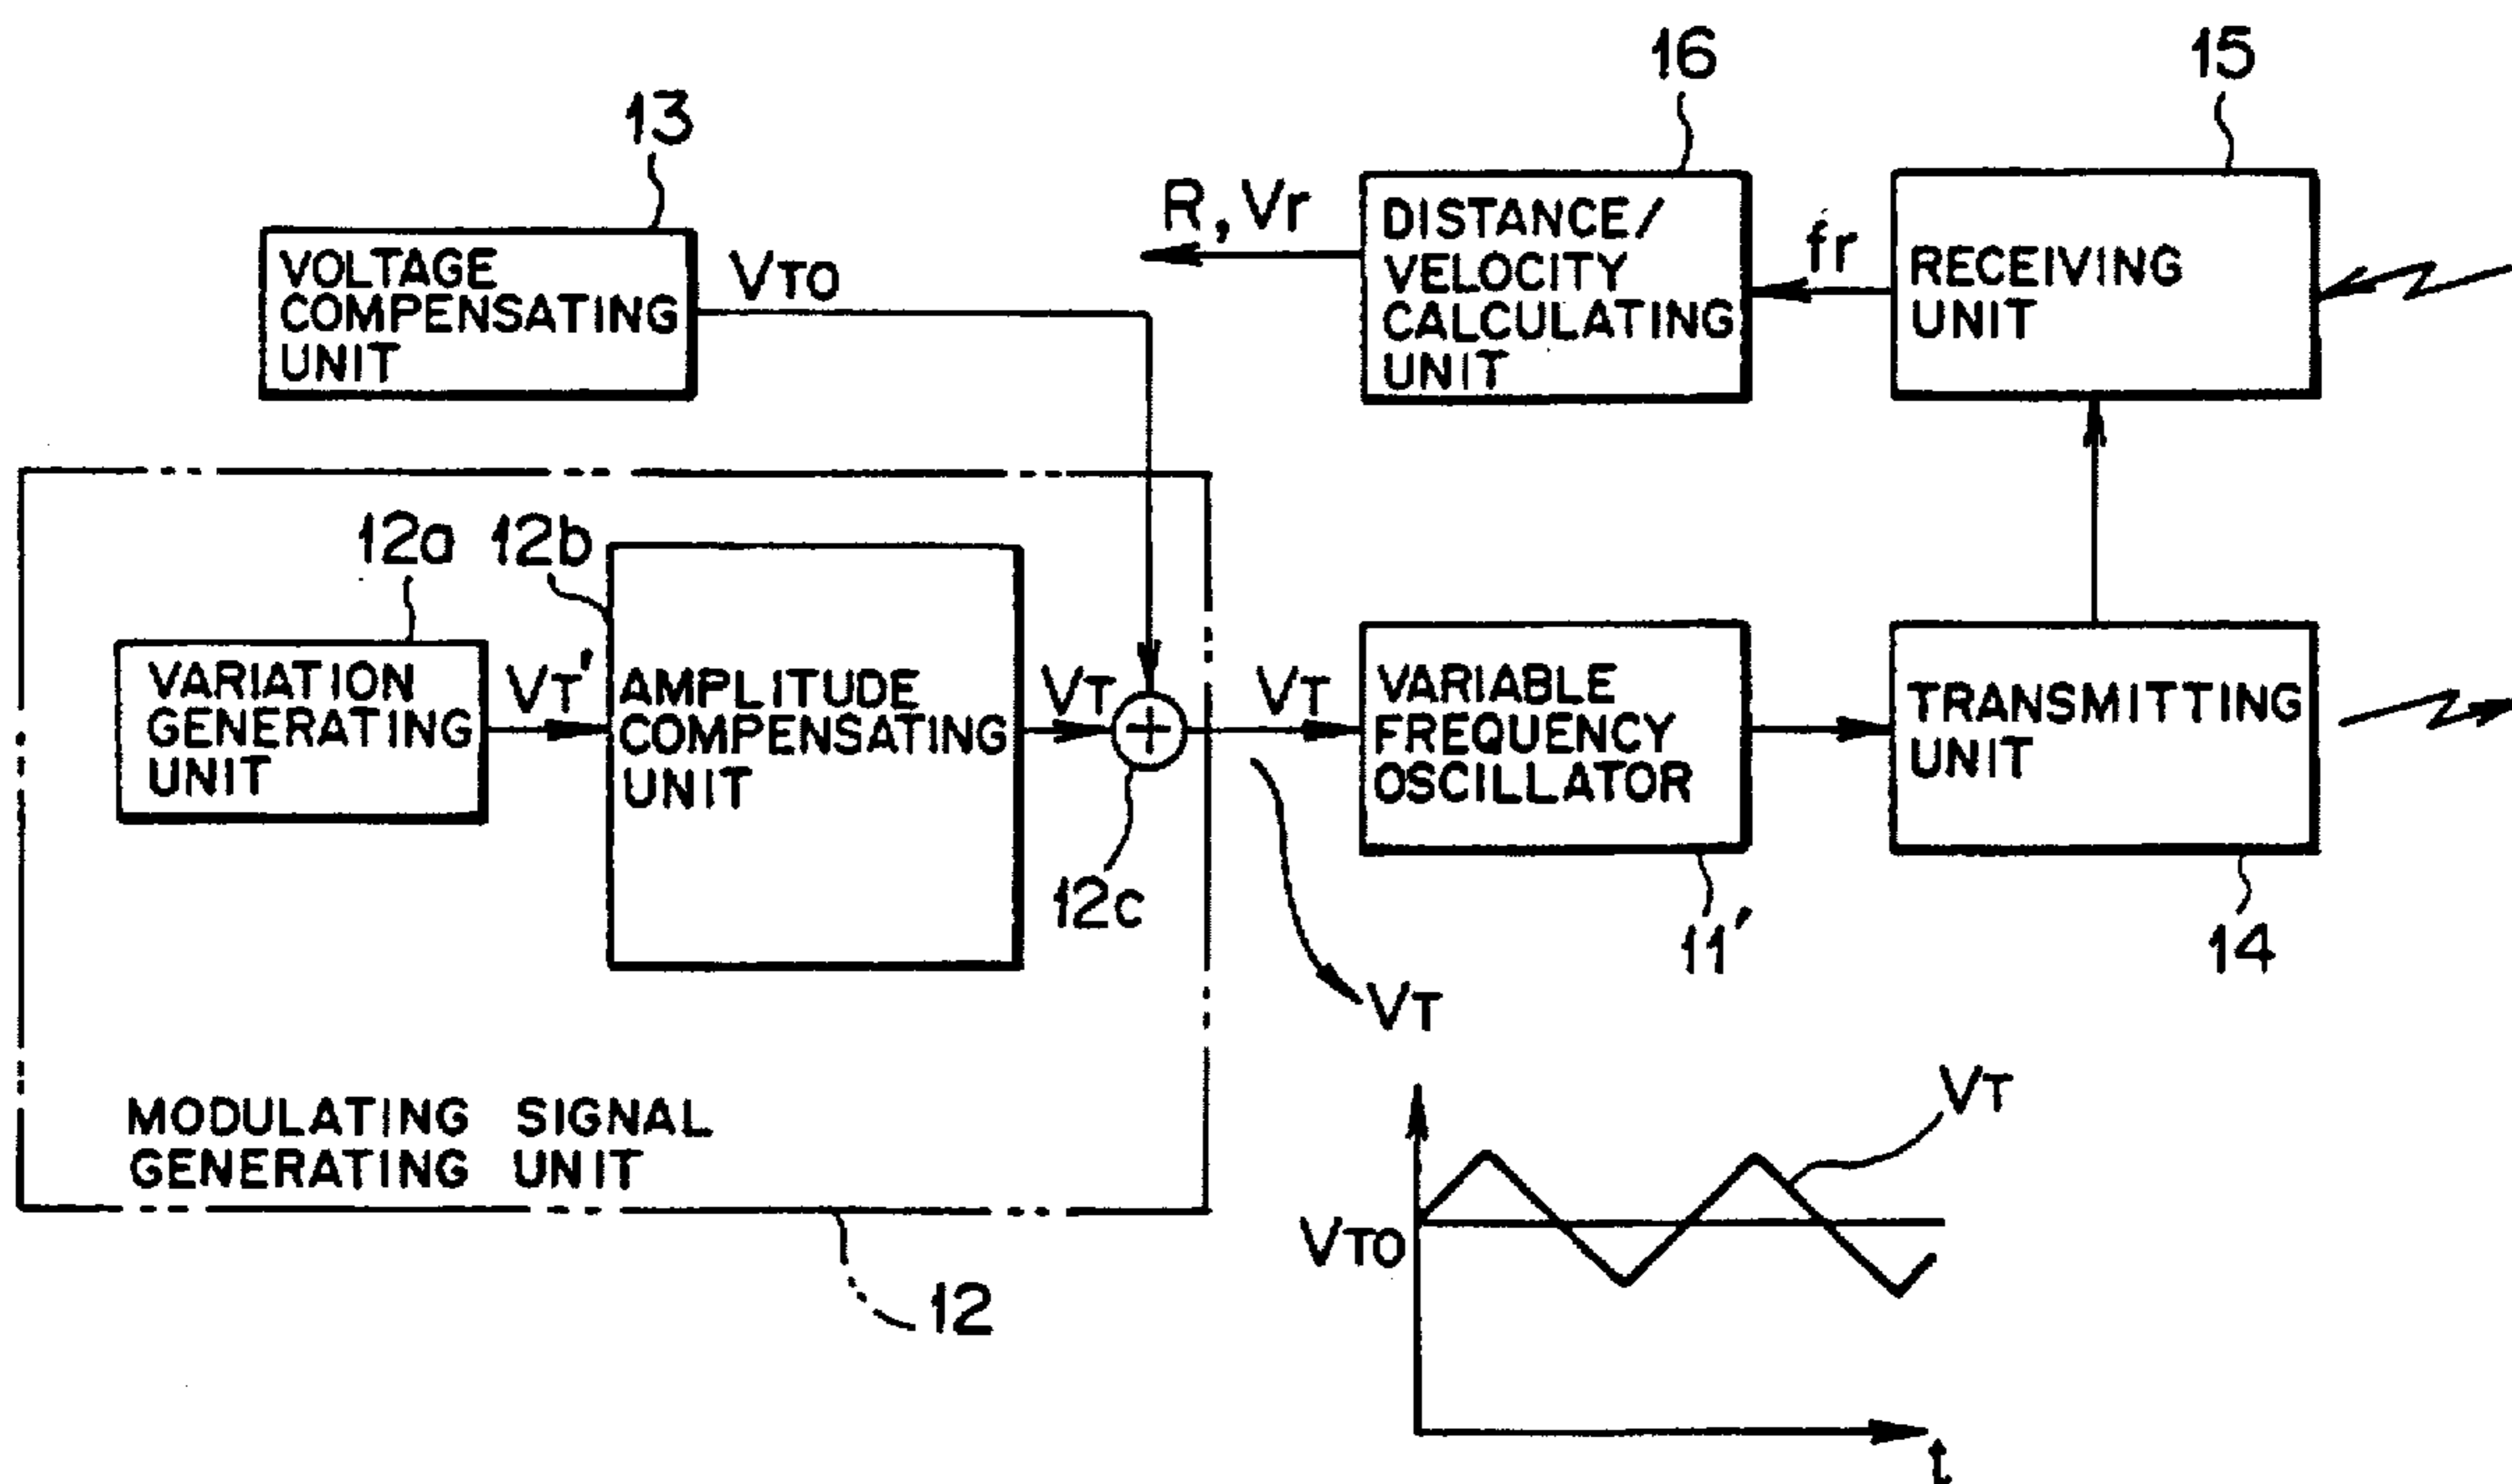 16
15
13
R, Vr
DISTANCE/
VELOCITY
CALCULATING
UNIT
fr
RECEIVING
UNIT
VOLTAGE
COMPENSATING
UNIT
VTO
12a
12b
VARIATION
GENERATING
UNIT
VT'
AMPLITUDE
COMPENSATING
UNIT
VT
+
VT
VARIABLE
FREQUENCY
OSCILLATOR
TRANSMITTING
UNIT
12c
11'
14
VT
MODULATING SIGNAL
GENERATING UNIT
VT
VTO
12
t